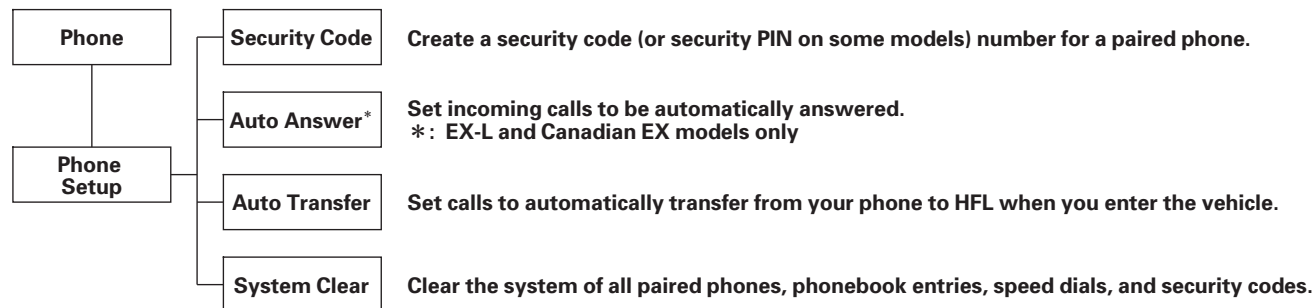 Phone
Security Code
Create a security code (or security PIN on some models) number for a paired phone.
Auto Answer*
Set incoming calls to be automatically answered.
*: EX-L and Canadian EX models only
Phone
Setup
Auto Transfer
Set calls to automatically transfer from your phone to HFL when you enter the vehicle.
System Clear
Clear the system of all paired phones, phonebook entries, speed dials, and security codes.